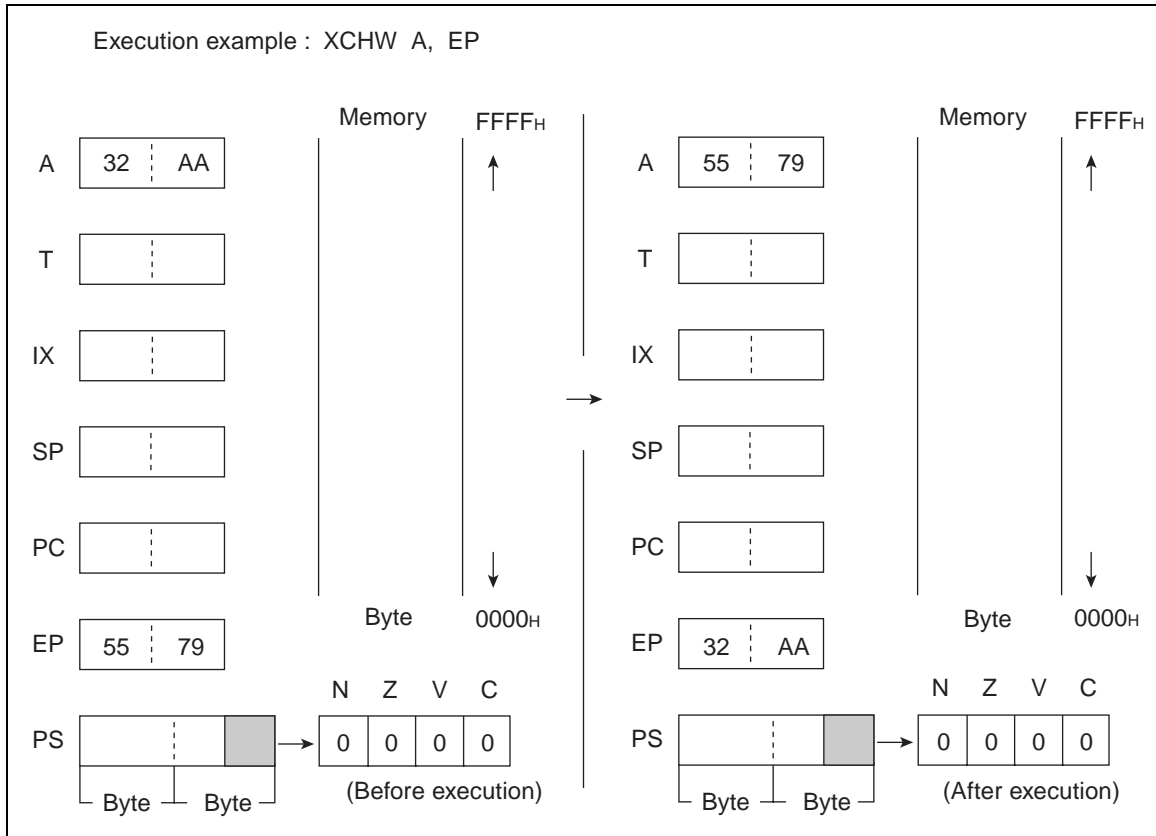 Execution example : XCHW A, EP
Memory FFFFH
A 32 AA
T
IX
SP
PC
Byte 0000H
EP 55 79
N Z V C
PS 0 0 0 0
Byte Byte (Before execution)
Memory FFFFH
A 55 79
T
IX
SP
PC
Byte 0000H
EP 32 AA
N Z V C
PS 0 0 0 0
Byte Byte (After execution)